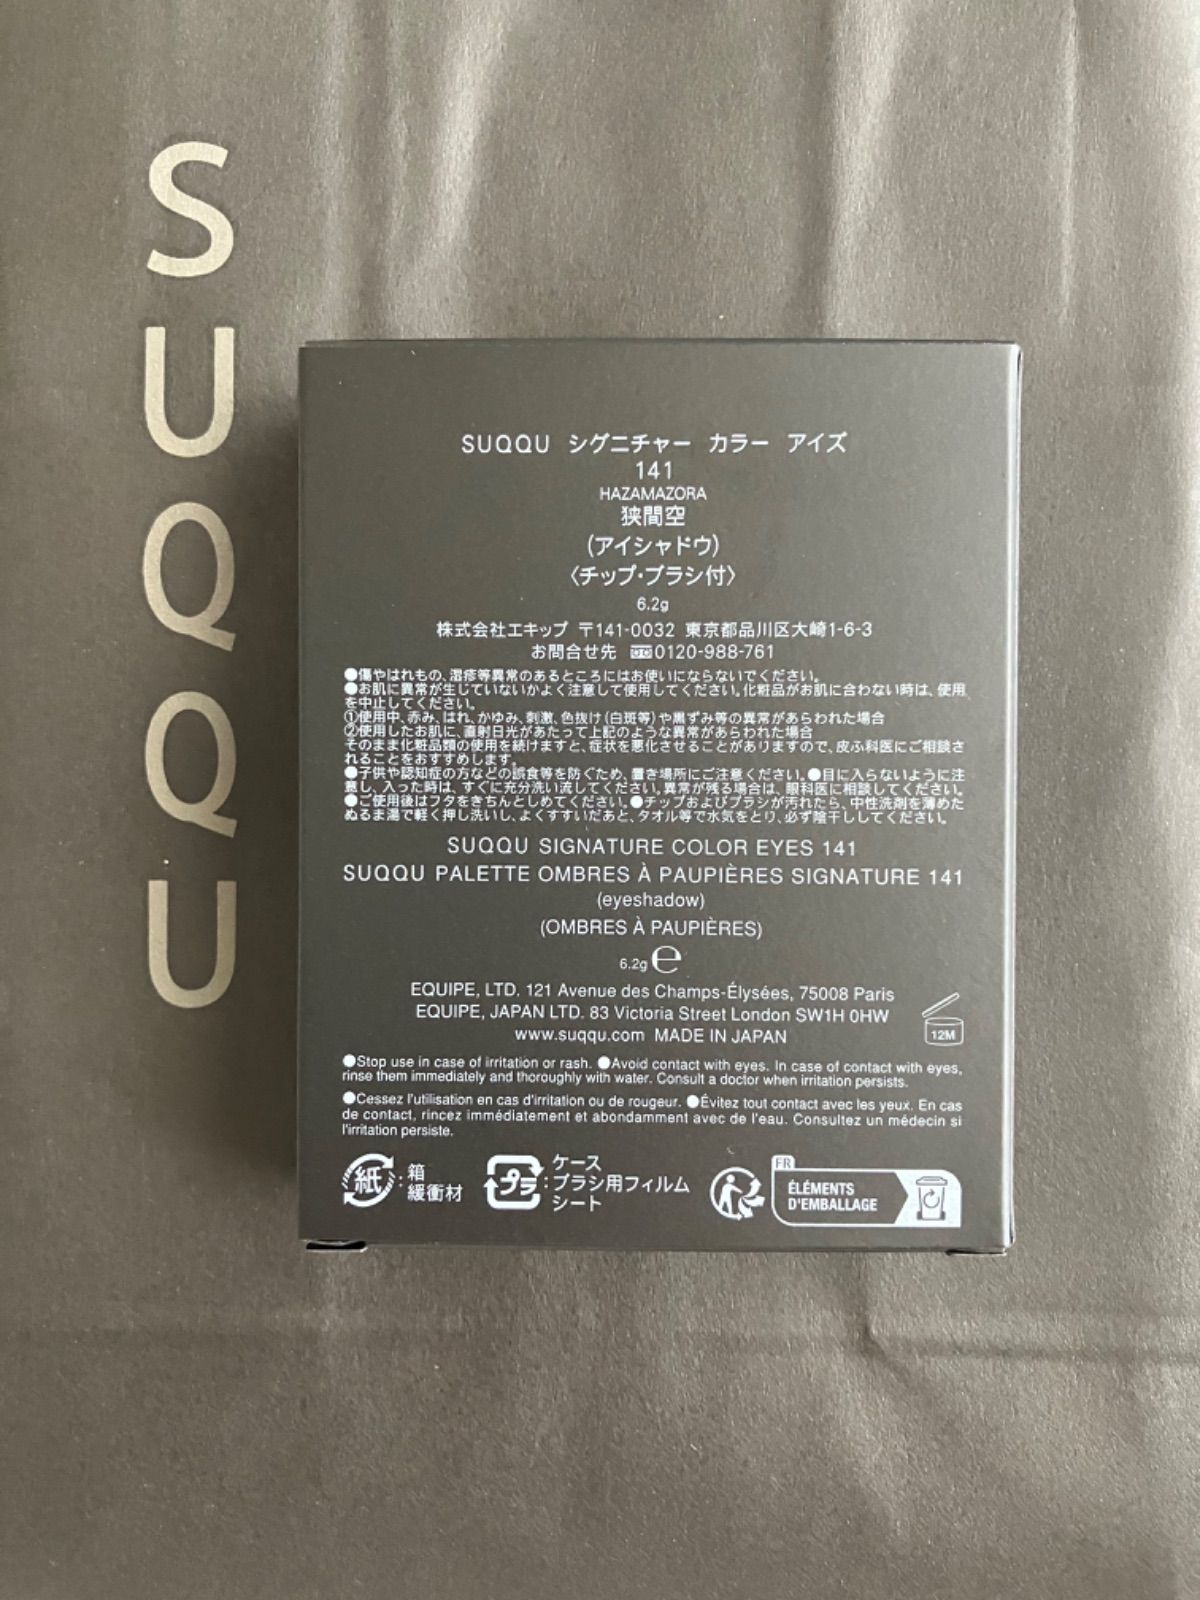 SUQQU
SUQQU シグニチャー カラー アイズ
141
HAZAMAZORA
狭間空
(アイシャドウ)
〈チップ・ブラシ付〉
6.2g
株式会社エキップ 〒141-0032 東京都品川区大崎1-6-3
お問合せ先 0120-988-761
●傷やはれもの、湿疹等異常のあるところにはお使いにならないでください。
●お肌に異常が生じていないかよく注意して使用してください。化粧品がお肌に合わない時は、使用
を中止してください。
①使用中、赤み、はれ、かゆみ、刺激、色抜け(白斑等)や黒ずみ等の異常があらわれた場合
②使用したお肌に、直射日光があたって上記のような異常があらわれた場合
そのまま化粧品類の使用を続けますと、症状を悪化させることがありますので、皮ふ科医にご相談さ
れることをおすすめします。
●子供や認知症の方などの誤食等を防ぐため、置き場所にご注意ください。●目に入らないように注
意し、入った時は、すぐに充分洗い流してください。異常が残る場合は、眼科医に相談してください。
●ご使用後はフタをきちんとしめてください。●チップおよびブラシが汚れたら、中性洗剤を薄めた
ぬるま湯で軽く押し洗いし、よくすすいだあと、タオル等で水気をとり、必ず陰干ししてください。
SUQQU SIGNATURE COLOR EYES 141
SUQQU PALETTE OMBRES À PAUPIÈRES SIGNATURE 141
(eyeshadow)
(OMBRES À PAUPIÈRES)
6.2g ℮
EQUIPE, LTD. 121 Avenue des Champs-Élysées, 75008 Paris
EQUIPE, JAPAN LTD. 83 Victoria Street London SW1H 0HW
www.suqqu.com MADE IN JAPAN
12M
●Stop use in case of irritation or rash. ●Avoid contact with eyes. In case of contact with eyes,
rinse them immediately and thoroughly with water. Consult a doctor when irritation persists.
●Cessez l'utilisation en cas d'irritation ou de rougeur. ●Évitez tout contact avec les yeux. En cas
de contact, rincez immédiatement et abondamment avec de l'eau. Consultez un médecin si
l'irritation persiste.
紙:箱
緩衝材
プラ:ケース
ブラシ用フィルム
シート
FR
ÉLÉMENTS
D'EMBALLAGE